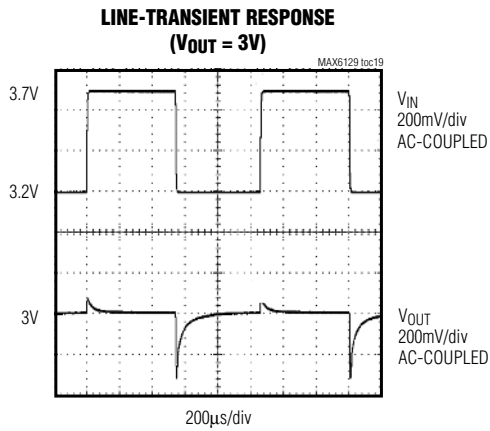 LINE-TRANSIENT RESPONSE
(VOUT = 3V)
MAX6129 toc19
3.7V
VIN
200mV/div
AC-COUPLED
3.2V
3V
VOUT
200mV/div
AC-COUPLED
200μs/div